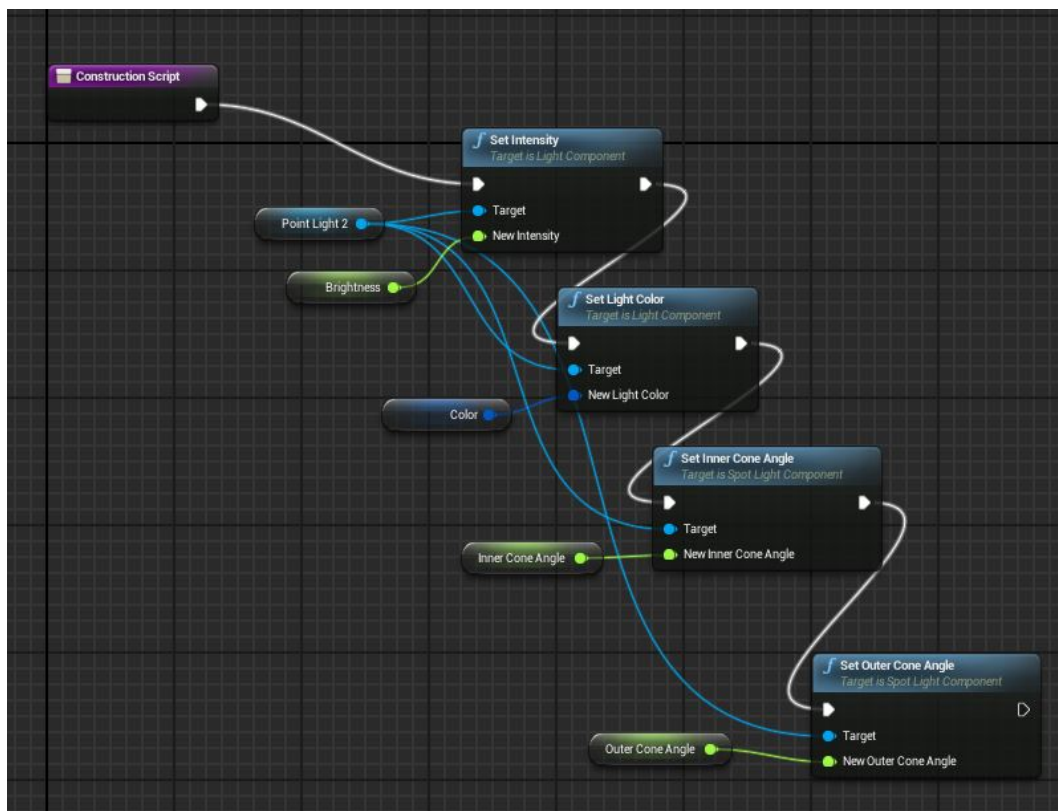 Construction Script
Set Intensity
Target is Light Component
Target
New Intensity
Point Light 2
Brightness
Set Light Color
Target is Light Component
Target
New Light Color
Color
Set Inner Cone Angle
Target is Spot Light Component
Target
New Inner Cone Angle
Inner Cone Angle
Set Outer Cone Angle
Target is Spot Light Component
Target
New Outer Cone Angle
Outer Cone Angle